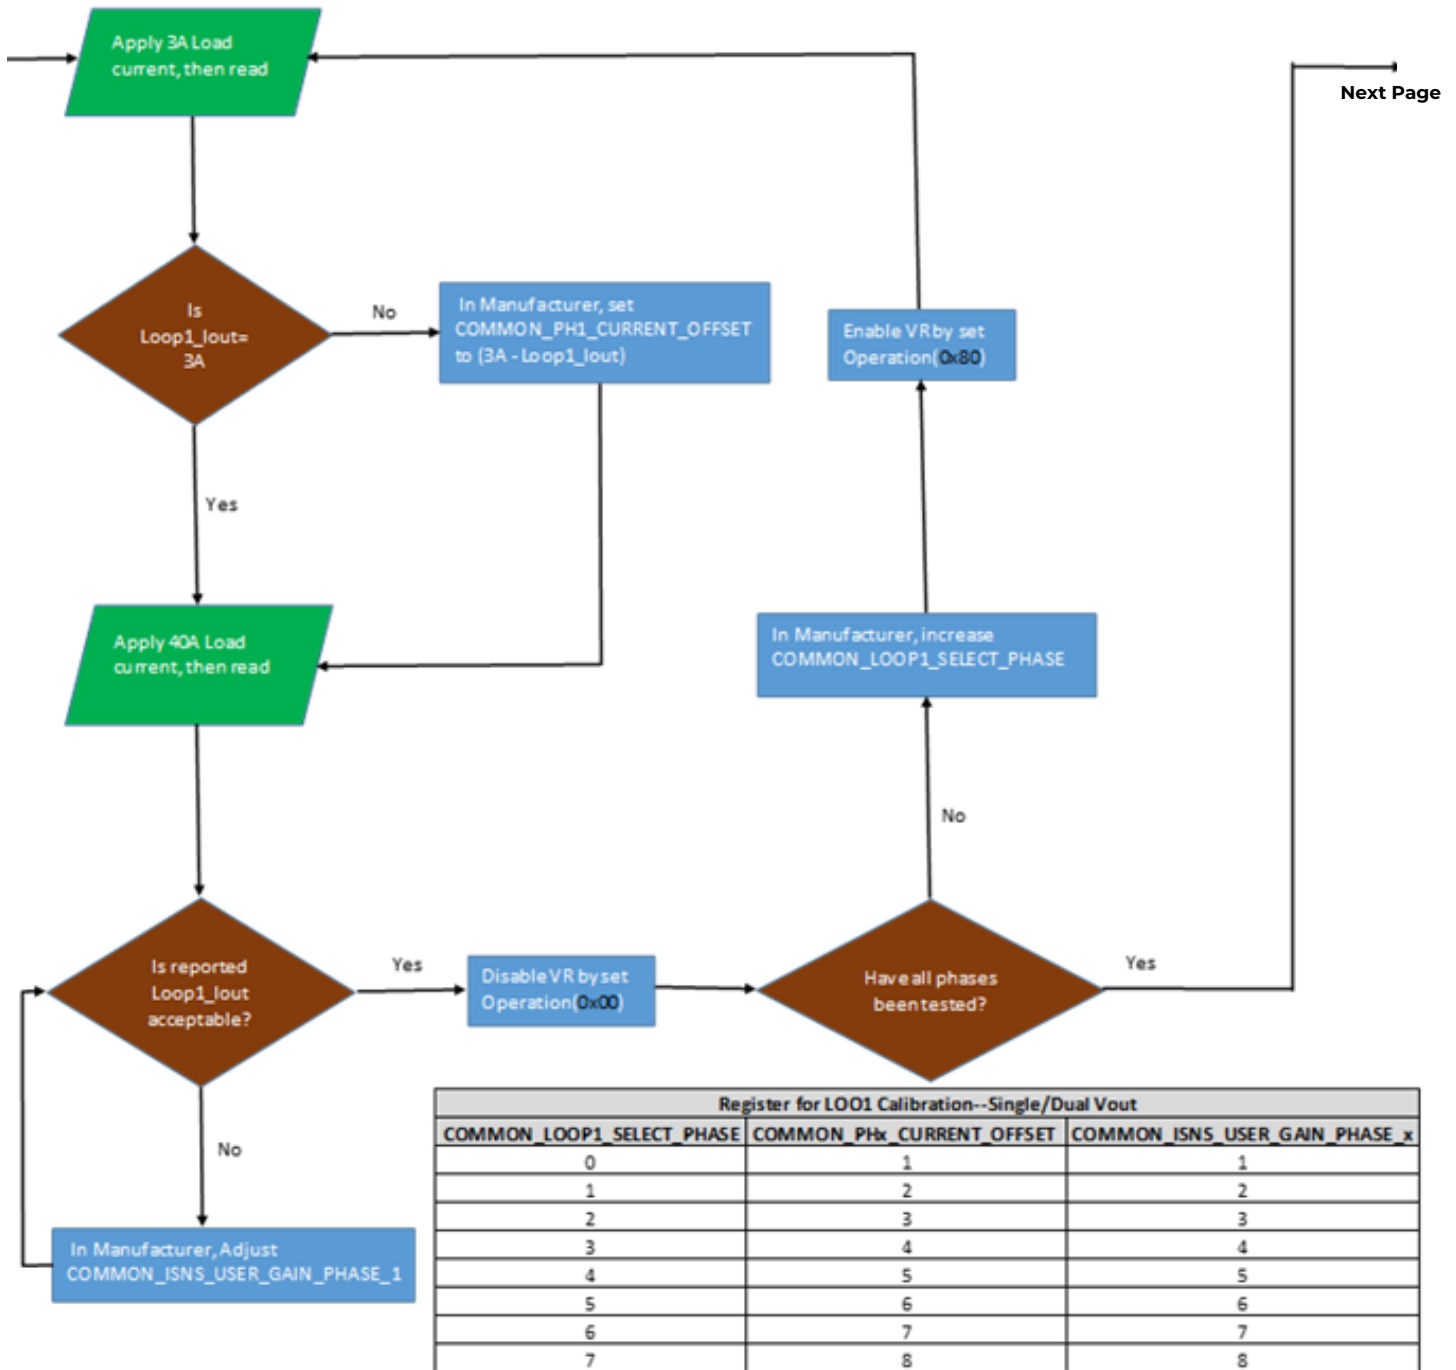 Apply 3A Load
current, then read
Next Page
Is
Loop1_Iout=
3A
No
In Manufacturer, set
COMMON_PH1_CURRENT_OFFSET
to (3A - Loop1_Iout)
Enable VR by set
Operation(0x80)
Yes
Apply 40A Load
current, then read
In Manufacturer, increase
COMMON_LOOP1_SELECT_PHASE
No
Is reported
Loop1_Iout
acceptable?
Yes
Disable VR by set
Operation(0x00)
Have all phases
been tested?
Yes
No
In Manufacturer, Adjust
COMMON_ISNS_USER_GAIN_PHASE_1
Register for LOO1 Calibration--Single/Dual Vout
COMMON_LOOP1_SELECT_PHASE COMMON_PHx_CURRENT_OFFSET COMMON_ISNS_USER_GAIN_PHASE_x
0 1 1
1 2 2
2 3 3
3 4 4
4 5 5
5 6 6
6 7 7
7 8 8